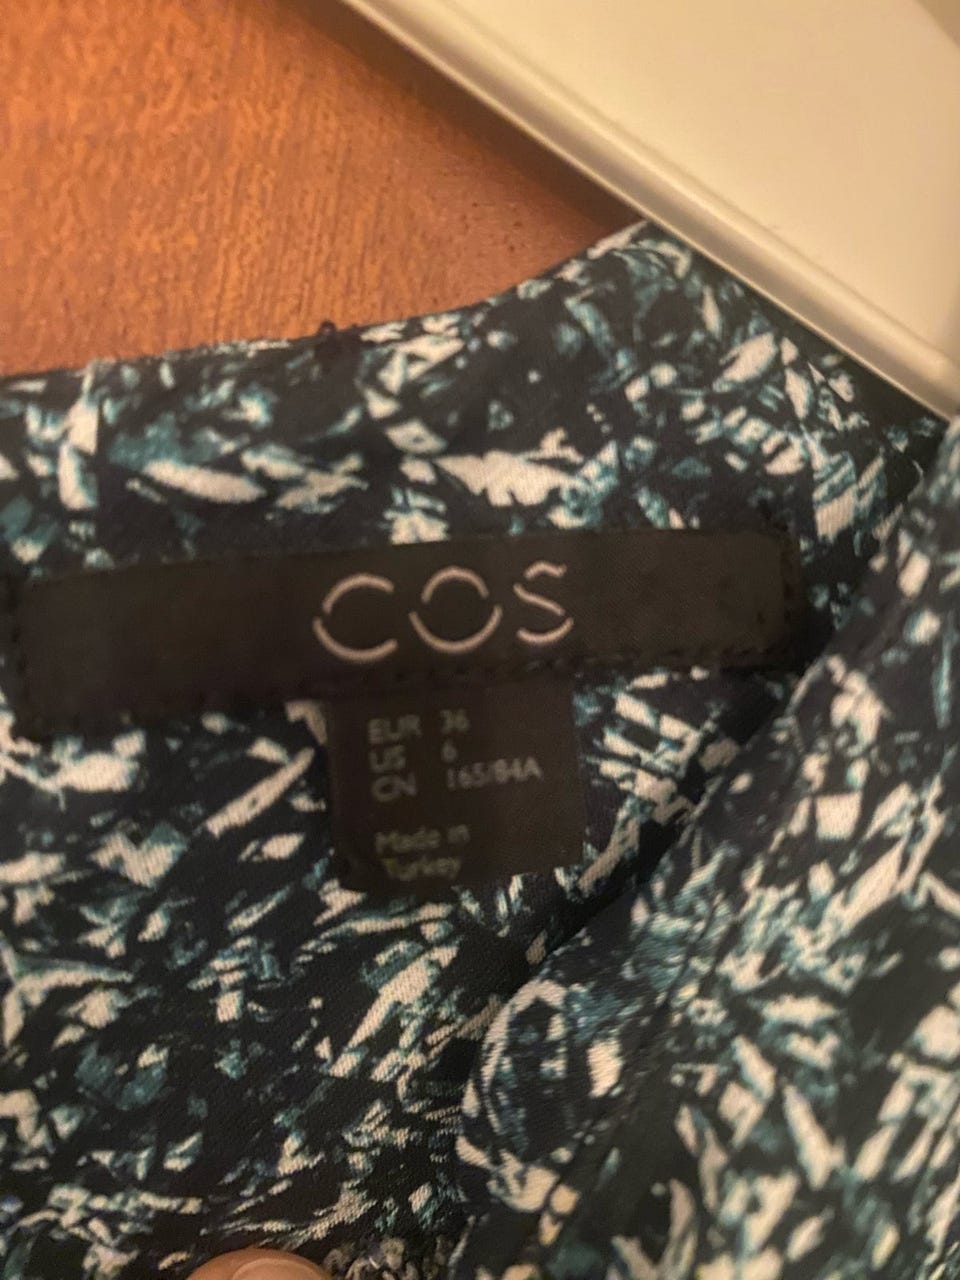 COS
EUR 36
US 6
CN 165/84A
Made in
Turkey